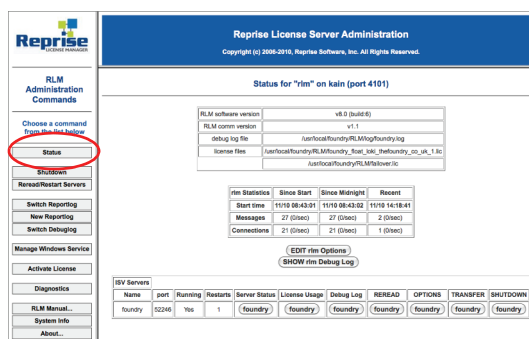 Reprise
LICENSE MANAGER
RLM
Administration
Commands
Choose a command
from the list below
Status
Shutdown
Reread/Restart Servers
Switch Reportlog
New Reportlog
Switch Debuglog
Manage Windows Service
Activate License
Diagnostics
RLM Manual...
System Info
About...
Reprise License Server Administration
Copyright (c) 2006-2010, Reprise Software, Inc. All Rights Reserved.
Status for "rlm" on kain (port 4101)
RLM software version v8.0 (build:6)
RLM comm version v1.1
debug log file /usr/local/foundry/RLM/log/foundry.log
license files /usr/local/foundry/RLM/foundry_float_loki_thefoundry_co_uk_1.lic
/usr/local/foundry/RLM/failover.lic
rlm Statistics Since Start Since Midnight Recent
Start time 11/10 08:43:01 11/10 08:43:02 11/10 14:18:41
Messages 27 (0/sec) 27 (0/sec) 2 (0/sec)
Connections 21 (0/sec) 21 (0/sec) 1 (0/sec)
EDIT rlm Options
SHOW rlm Debug Log
ISV Servers
Name port Running Restarts Server Status License Usage Debug Log REREAD OPTIONS TRANSFER SHUTDOWN
foundry 52246 Yes 1 foundry foundry foundry foundry foundry foundry foundry